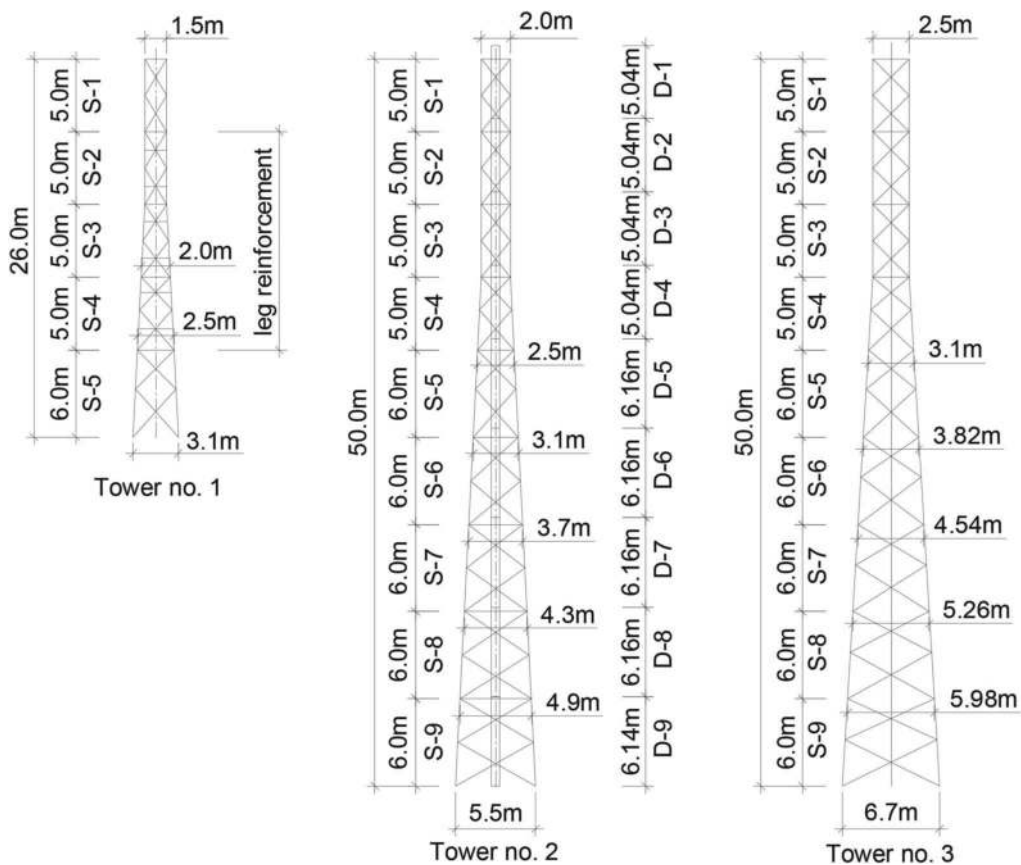 1.5m
26.0m
5.0m S-1
5.0m S-2
5.0m S-3
5.0m S-4
6.0m S-5
leg reinforcement
2.0m
2.5m
3.1m
Tower no. 1
2.0m
50.0m
5.0m S-1
5.0m S-2
5.0m S-3
5.0m S-4
6.0m S-5
6.0m S-6
6.0m S-7
6.0m S-8
6.0m S-9
2.5m
3.1m
3.7m
4.3m
4.9m
5.5m
5.04m D-1
5.04m D-2
5.04m D-3
5.04m D-4
6.16m D-5
6.16m D-6
6.16m D-7
6.16m D-8
6.14m D-9
Tower no. 2
2.5m
50.0m
5.0m S-1
5.0m S-2
5.0m S-3
5.0m S-4
6.0m S-5
6.0m S-6
6.0m S-7
6.0m S-8
6.0m S-9
3.1m
3.82m
4.54m
5.26m
5.98m
6.7m
Tower no. 3